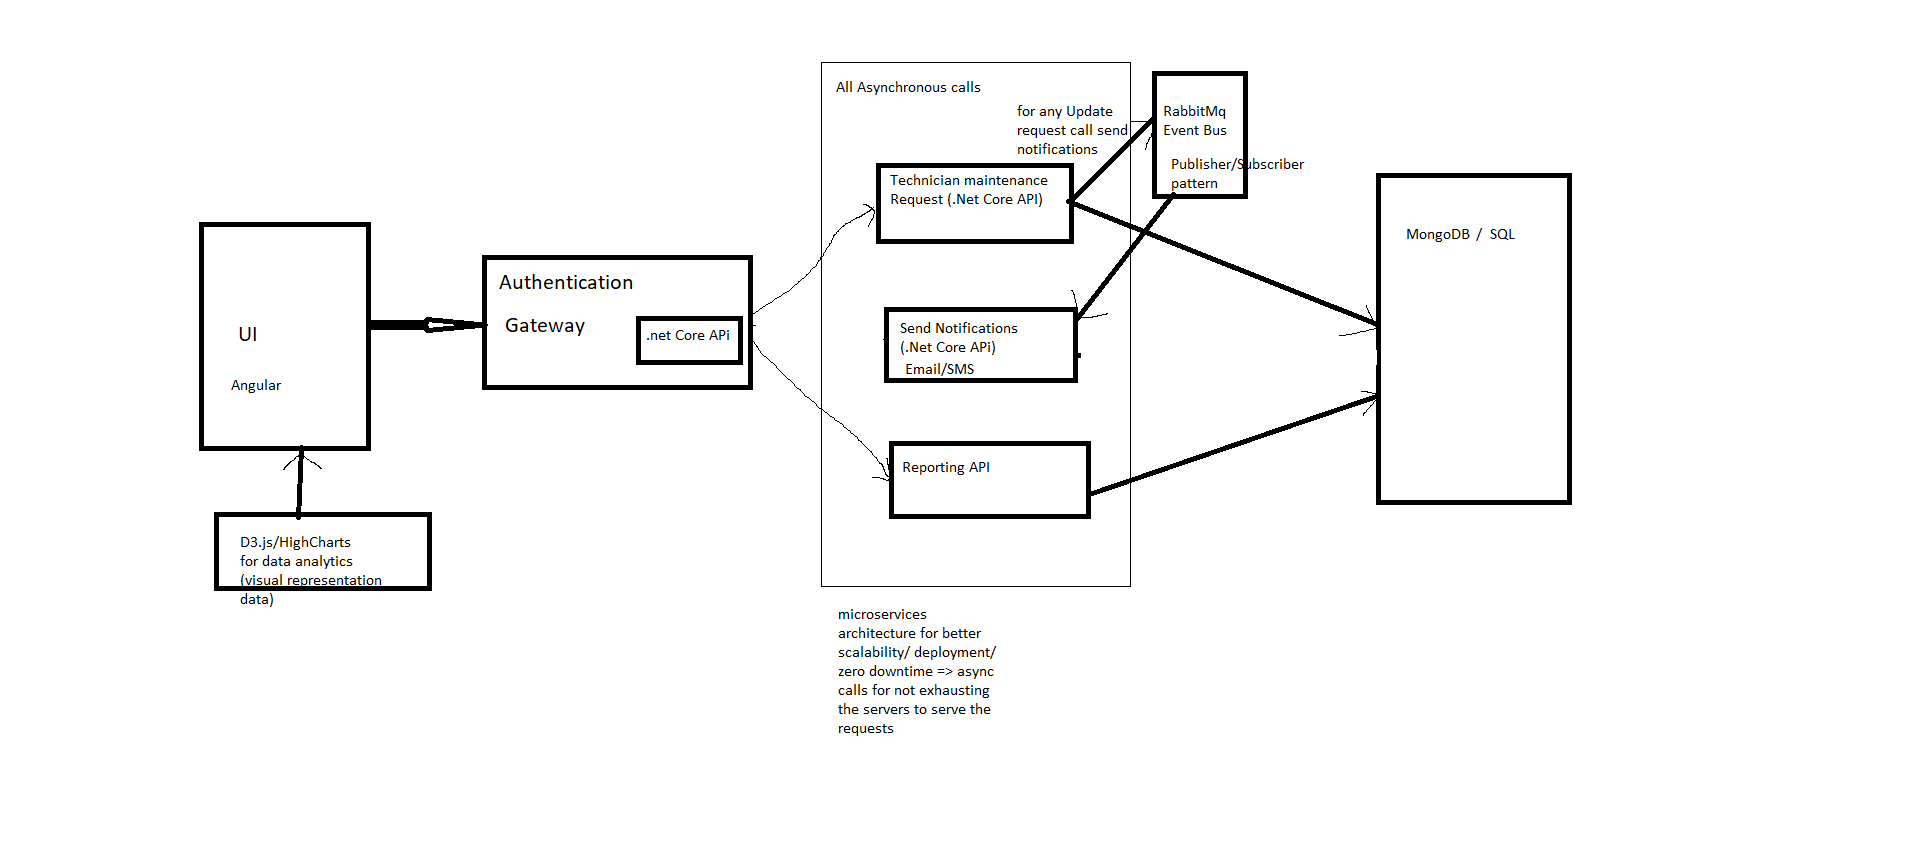 All Asynchronous calls
for any Update
request call send
notifications
RabbitMq
Event Bus
Publisher/Subscriber
pattern
Technician maintenance
Request (.Net Core API)
MongoDB / SQL
Authentication
Gateway
.net Core APi
UI
Angular
Send Notifications
(.Net Core APi)
Email/SMS
Reporting API
D3.js/HighCharts
for data analytics
(visual representation
data)
microservices
architecture for better
scalability/ deployment/
zero downtime => async
calls for not exhausting
the servers to serve the
requests